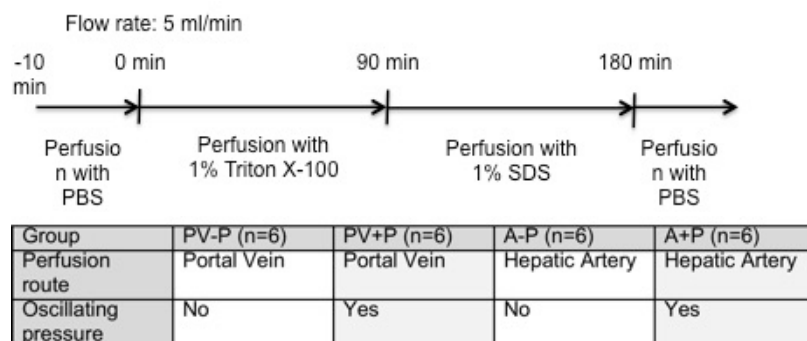 Flow rate: 5 ml/min
-10 min 0 min 90 min 180 min
Perfusio
n with
PBS
Perfusion with
1% Triton X-100
Perfusion with
1% SDS
Perfusio
n with
PBS
Group PV-P (n=6) PV+P (n=6) A-P (n=6) A+P (n=6)
Perfusion route Portal Vein Portal Vein Hepatic Artery Hepatic Artery
Oscillating pressure No Yes No Yes